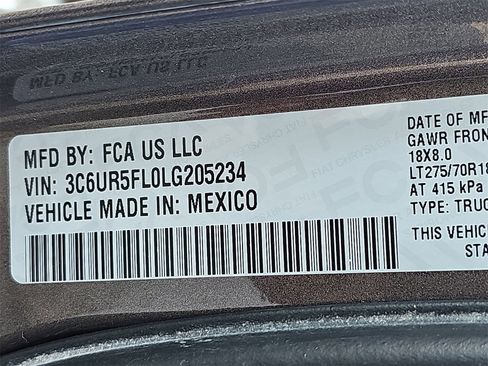 MFD BY: FCA US LLC
VIN: 3C6UR5FL0LG205234
VEHICLE MADE IN: MEXICO
DATE OF MF
GAWR FRON
18X8.0
LT275/70R18
AT 415 kPa
TYPE: TRUC
THIS VEHIC
STA